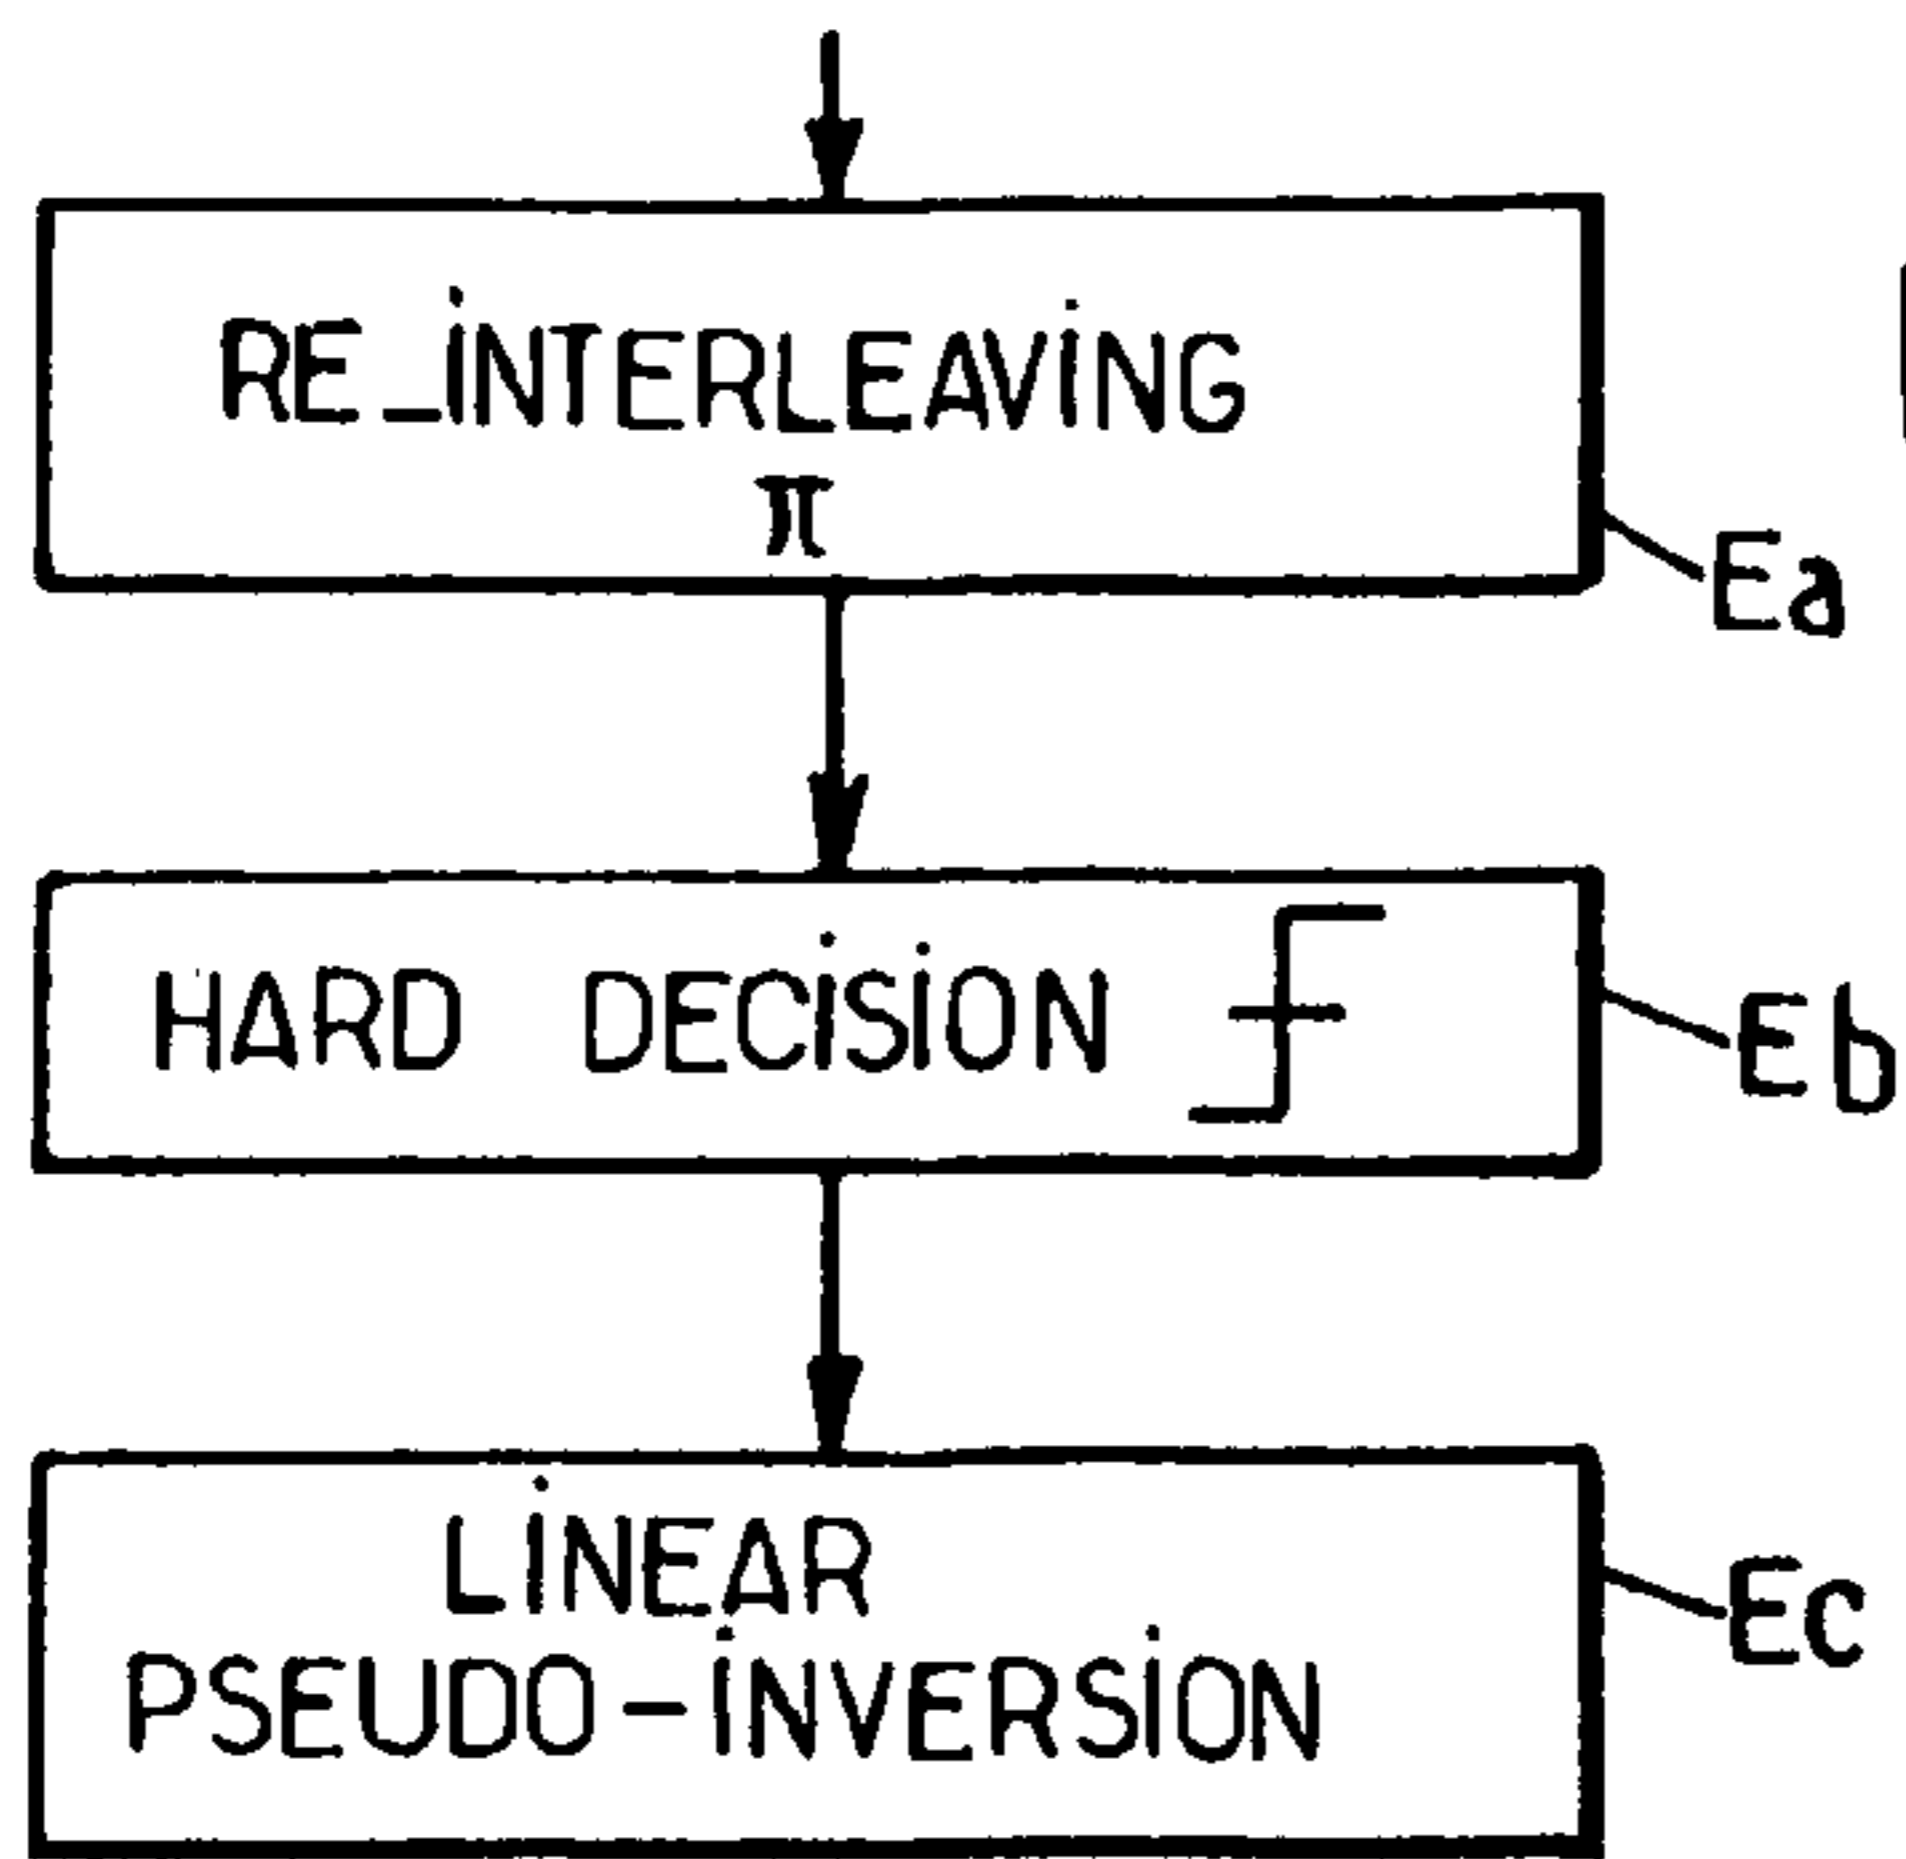 RE_INTERLEAVING
π
Ea
HARD DECISION
Eb
LINEAR
PSEUDO-INVERSION
Ec